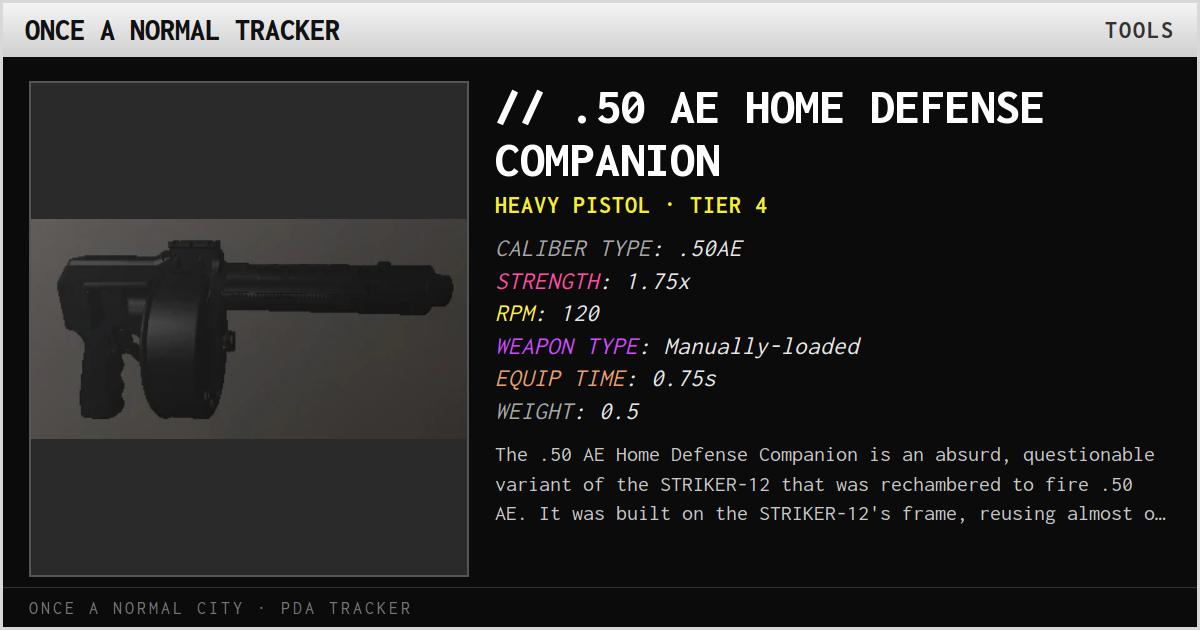 ONCE A NORMAL TRACKER
TOOLS
// .50 AE HOME DEFENSE
COMPANION
HEAVY PISTOL · TIER 4
CALIBER TYPE: .50AE
STRENGTH: 1.75x
RPM: 120
WEAPON TYPE: Manually-loaded
EQUIP TIME: 0.75s
WEIGHT: 0.5
The .50 AE Home Defense Companion is an absurd, questionable
variant of the STRIKER-12 that was rechambered to fire .50
AE. It was built on the STRIKER-12's frame, reusing almost o…
ONCE A NORMAL CITY · PDA TRACKER